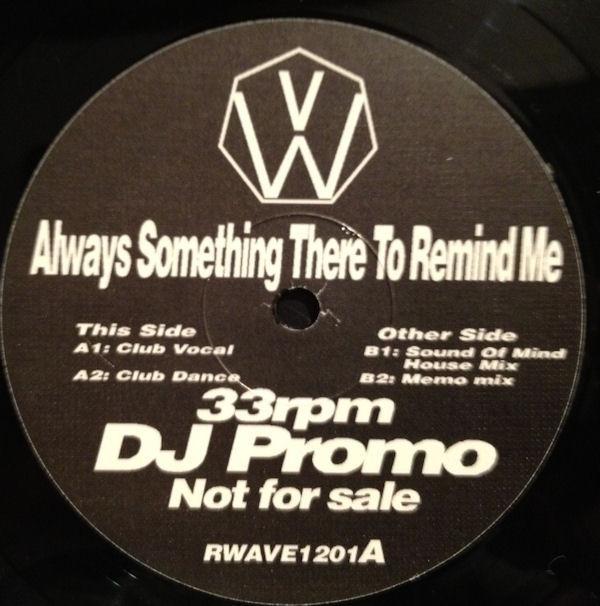 VW
Always Something There To Remind Me
This Side
A1: Club Vocal
A2: Club Dance
Other Side
B1: Sound Of Mind
House Mix
B2: Memo mix
33rpm
DJ Promo
Not for sale
RWAVE1201A